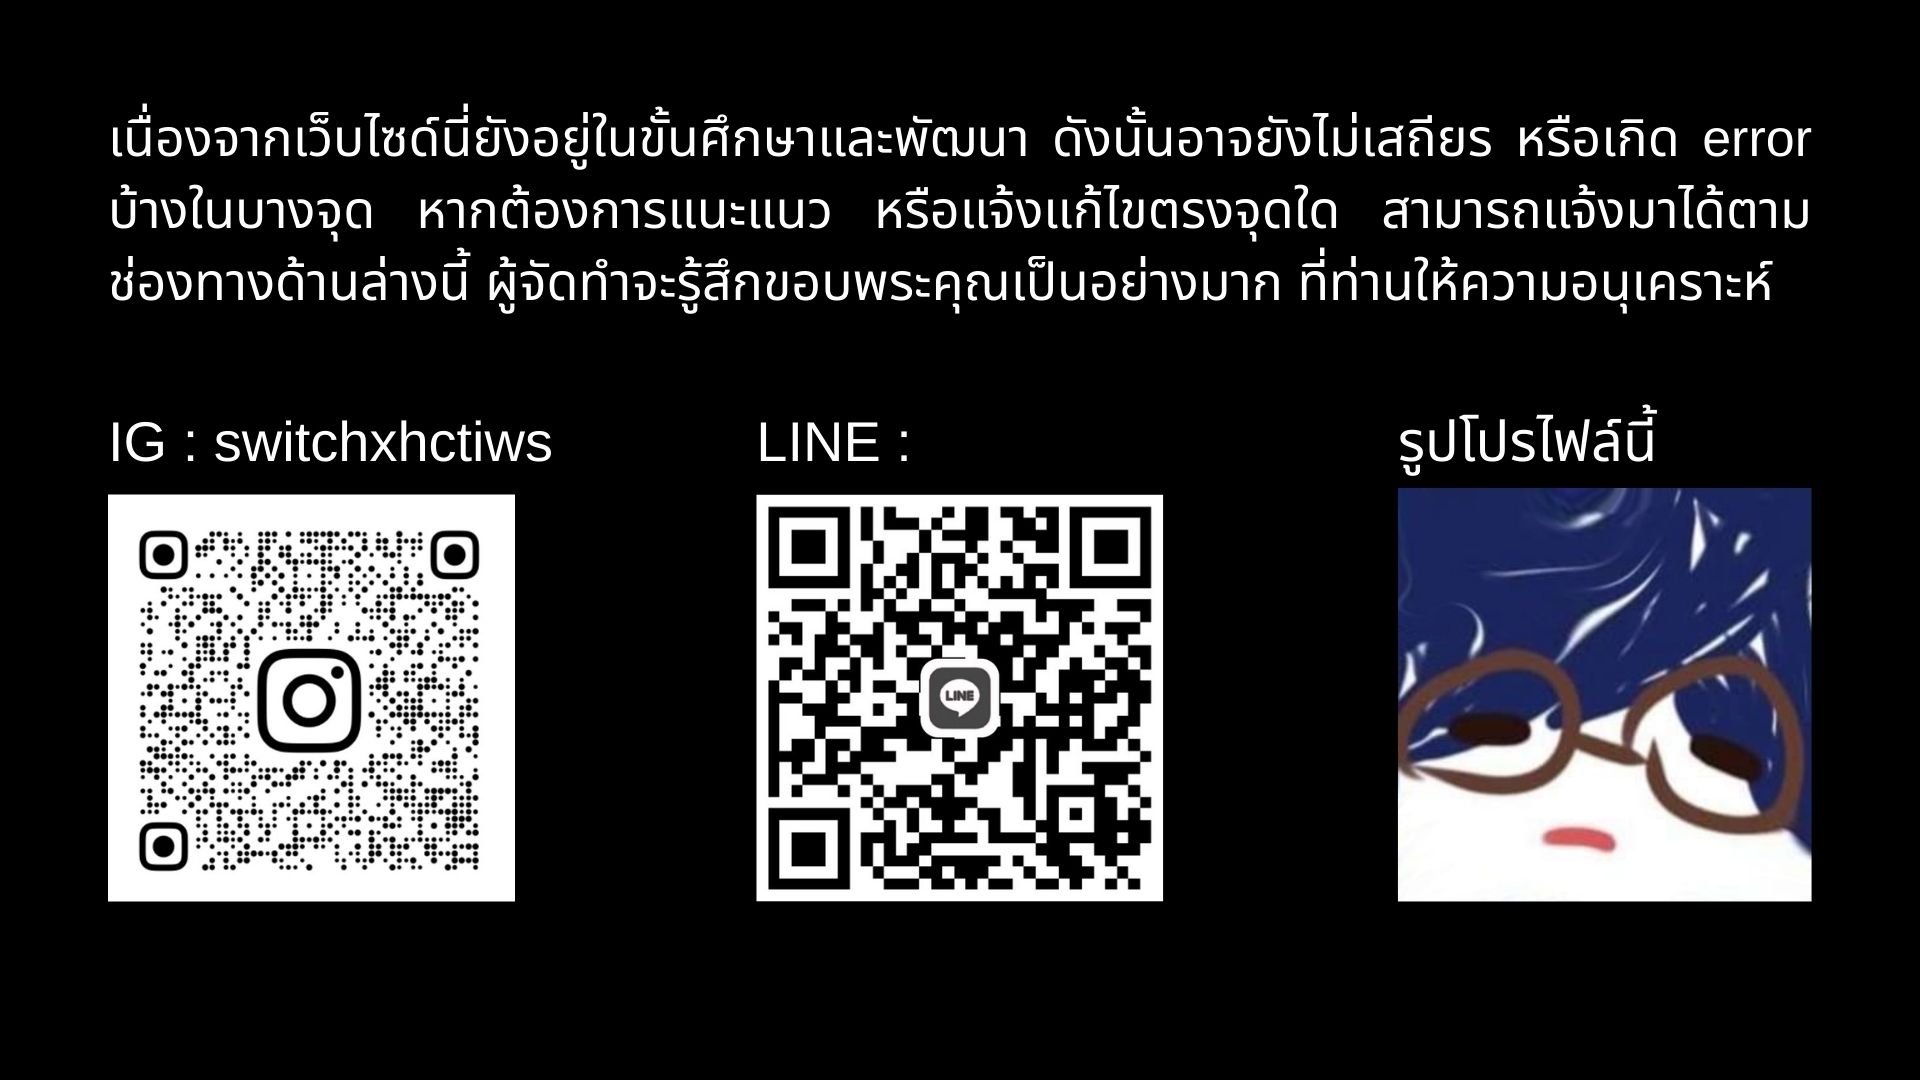 เนื่องจากเว็บไซด์นี่ยังอยู่ในขั้นศึกษาและพัฒนา ดังนั้นอาจยังไม่เสถียร หรือเกิด error
บ้างในบางจุด หากต้องการแนะแนว หรือแจ้งแก้ไขตรงจุดใด สามารถแจ้งมาได้ตาม
ช่องทางด้านล่างนี้ ผู้จัดทำจะรู้สึกขอบพระคุณเป็นอย่างมาก ที่ท่านให้ความอนุเคราะห์
IG : switchxhctiws
LINE :
รูปโปรไฟล์นี้
LINE